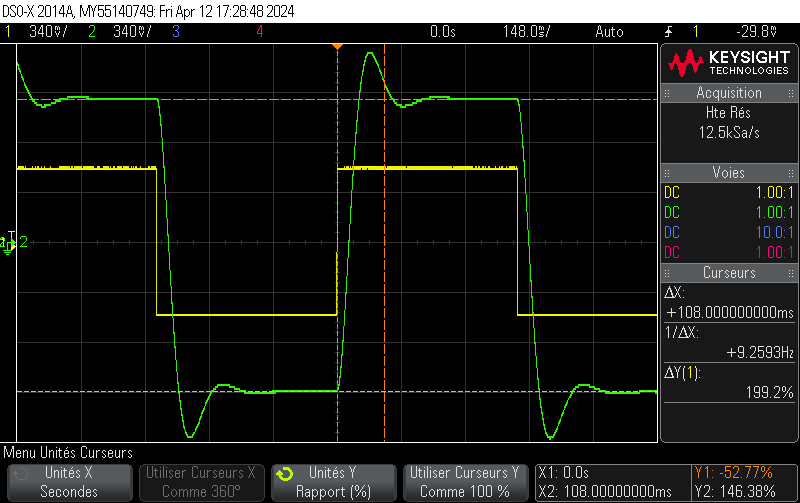 DSO-X 2014A, MY55140749: Fri Apr 12 17:28:48 2024
1 340♉/ 2 340♉/ 3 4 0.0s 148.0♏/ Auto 1 -29.8♉
KEYSIGHT
TECHNOLOGIES
Acquisition
Hte Rés
12.5kSa/s
Voies
DC 1.00:1
DC 1.00:1
DC 10.0:1
DC 1.00:1
Curseurs
ΔX:
+108.000000000ms
1/ΔX:
+9.2593Hz
ΔY(1):
199.2%
T
2
Menu Unités Curseurs
Unités X
Secondes
Utiliser Curseurs X
Comme 360°
Unités Y
Rapport (%)
Utiliser Curseurs Y
Comme 100 %
X1: 0.0s
X2: 108.00000000ms
Y1: -52.77%
Y2: 146.38%